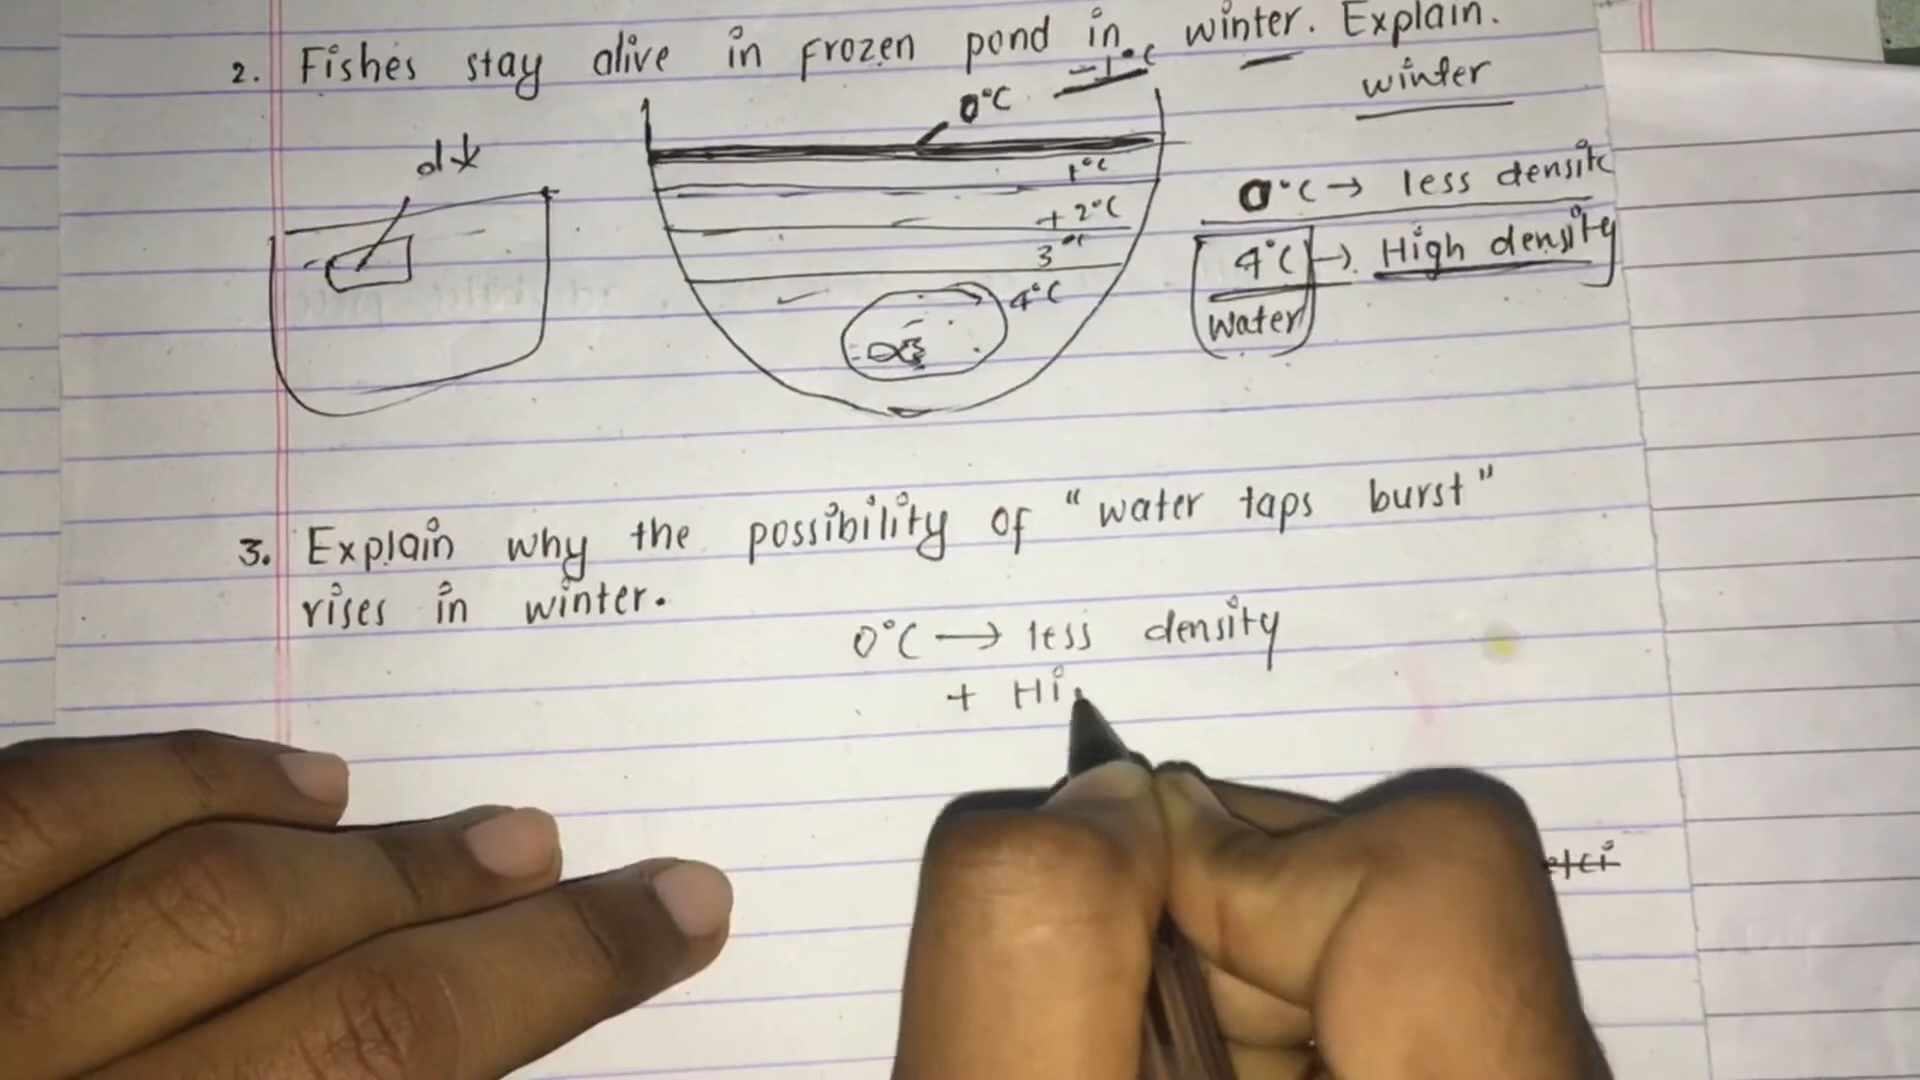 2. Fishes stay alive in Frozen pond in winter. Explain.
-1°C
winter
0°C
1°C
+ 2°C
3°C
4°C
0°C → less densit
4°C → High density
water
3. Explain why the possibility of "water taps burst"
rises in winter.
0°C → less density
+ Hi